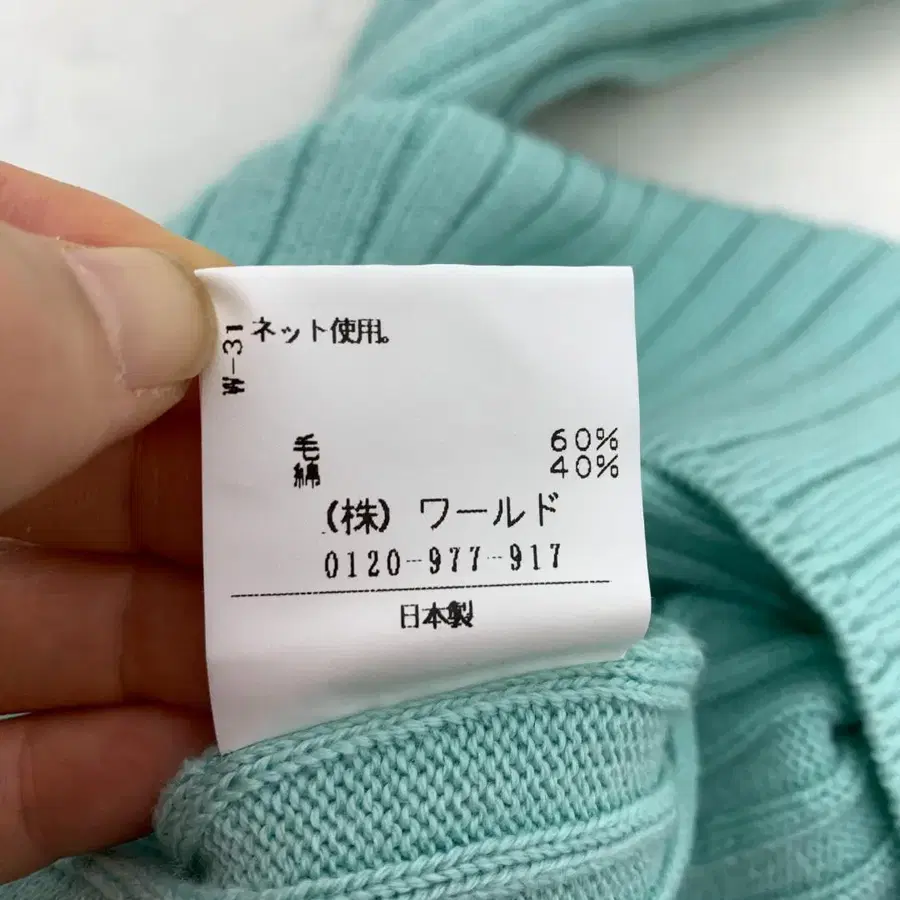 W-31
ネット使用。
毛 60%
綿 40%
(株) ワールド
0120-977-917
日本製